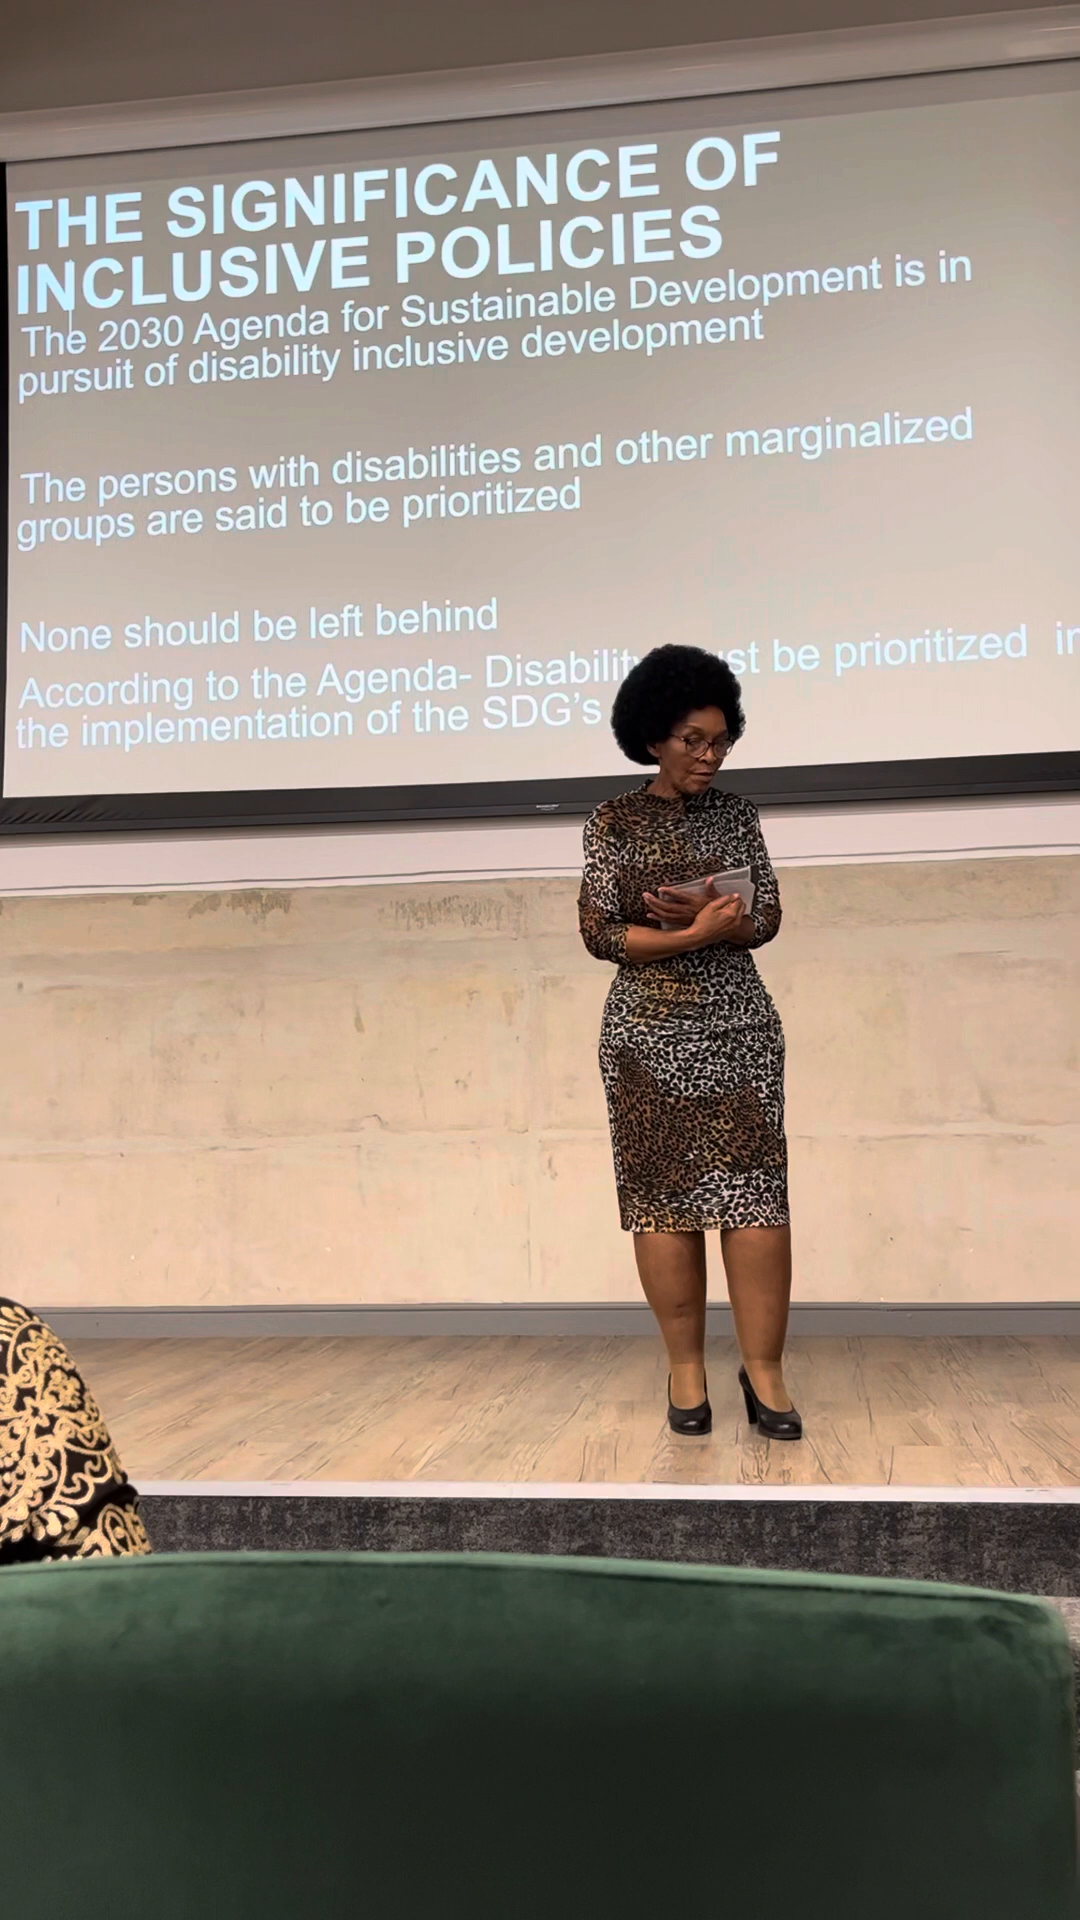 THE SIGNIFICANCE OF
INCLUSIVE POLICIES
The 2030 Agenda for Sustainable Development is in
pursuit of disability inclusive development
The persons with disabilities and other marginalized
groups are said to be prioritized
None should be left behind
According to the Agenda- Disability be prioritized in
the implementation of the SDG's